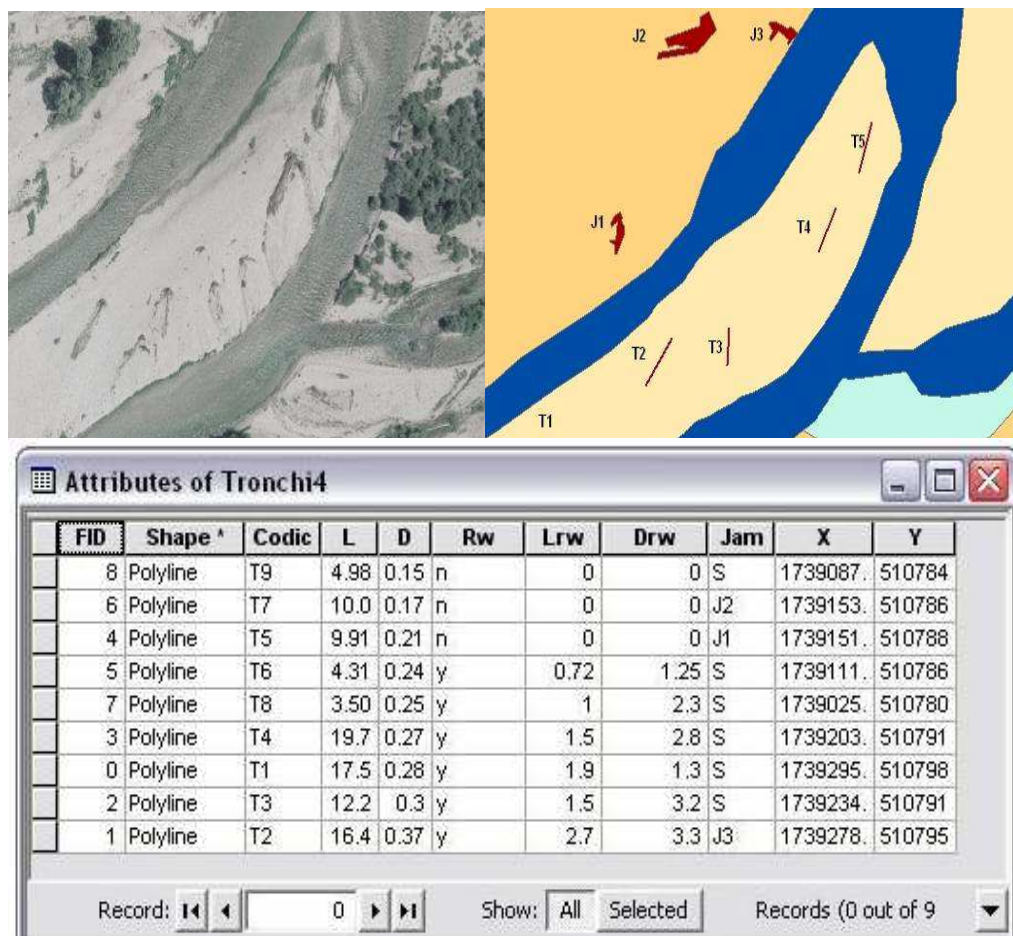 J2 J3
T5
J1 T4
T2 T3
T1
Attributes of Tronchi4
FID Shape * Codic L D Rw Lrw Drw Jam X Y
8 Polyline T9 4.98 0.15 n 0 0 S 1739087. 510784
6 Polyline T7 10.0 0.17 n 0 0 J2 1739153. 510786
4 Polyline T5 9.91 0.21 n 0 0 J1 1739151. 510788
5 Polyline T6 4.31 0.24 y 0.72 1.25 S 1739111. 510786
7 Polyline T8 3.50 0.25 y 1 2.3 S 1739025. 510780
3 Polyline T4 19.7 0.27 y 1.5 2.8 S 1739203. 510791
0 Polyline T1 17.5 0.28 y 1.9 1.3 S 1739295. 510798
2 Polyline T3 12.2 0.3 y 1.5 3.2 S 1739234. 510791
1 Polyline T2 16.4 0.37 y 2.7 3.3 J3 1739278. 510795
Record: 0 Show: All Selected Records (0 out of 9